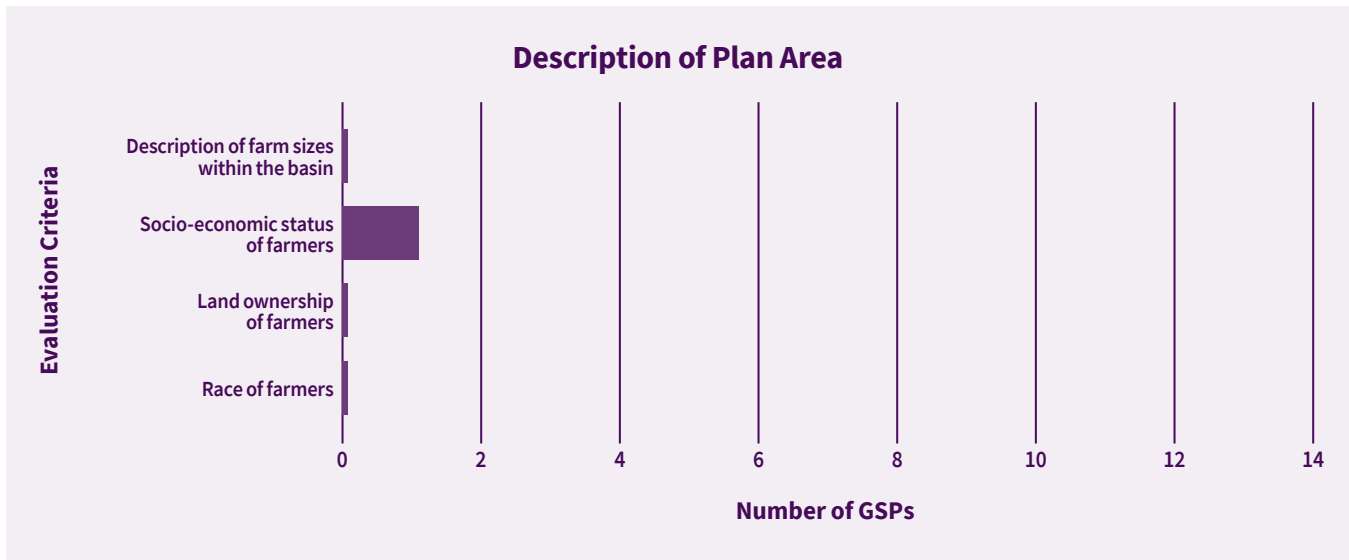 Description of Plan Area
Evaluation Criteria
Description of farm sizes
within the basin
Socio-economic status
of farmers
Land ownership
of farmers
Race of farmers
0 2 4 6 8 10 12 14
Number of GSPs